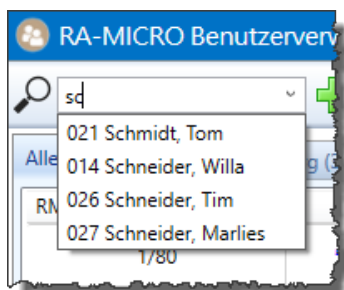 RA-MICRO Benutzerverw
sc
021 Schmidt, Tom
Alle
014 Schneider, Willa
g (3
026 Schneider, Tim
RM
027 Schneider, Marlies
1/80